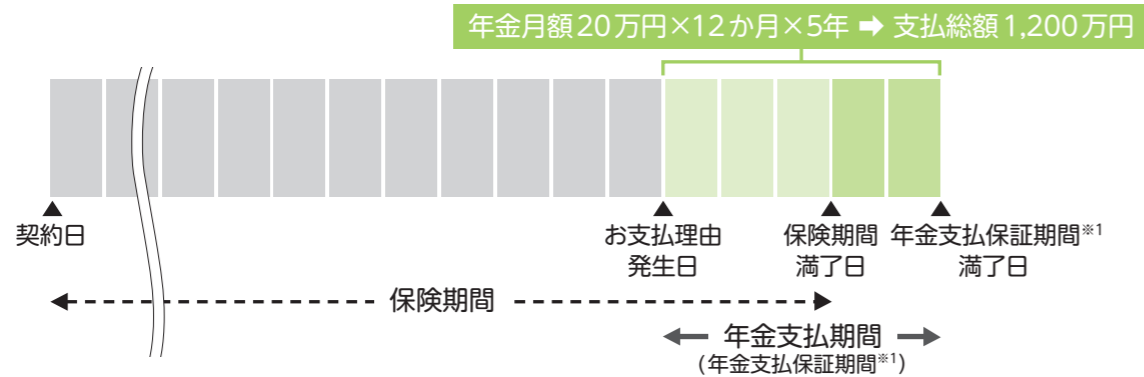 年金月額20万円×12か月×5年 ➡ 支払総額1,200万円
契約日
お支払理由
発生日
保険期間
満了日
年金支払保証期間※1
満了日
保険期間
年金支払期間
(年金支払保証期間※1)